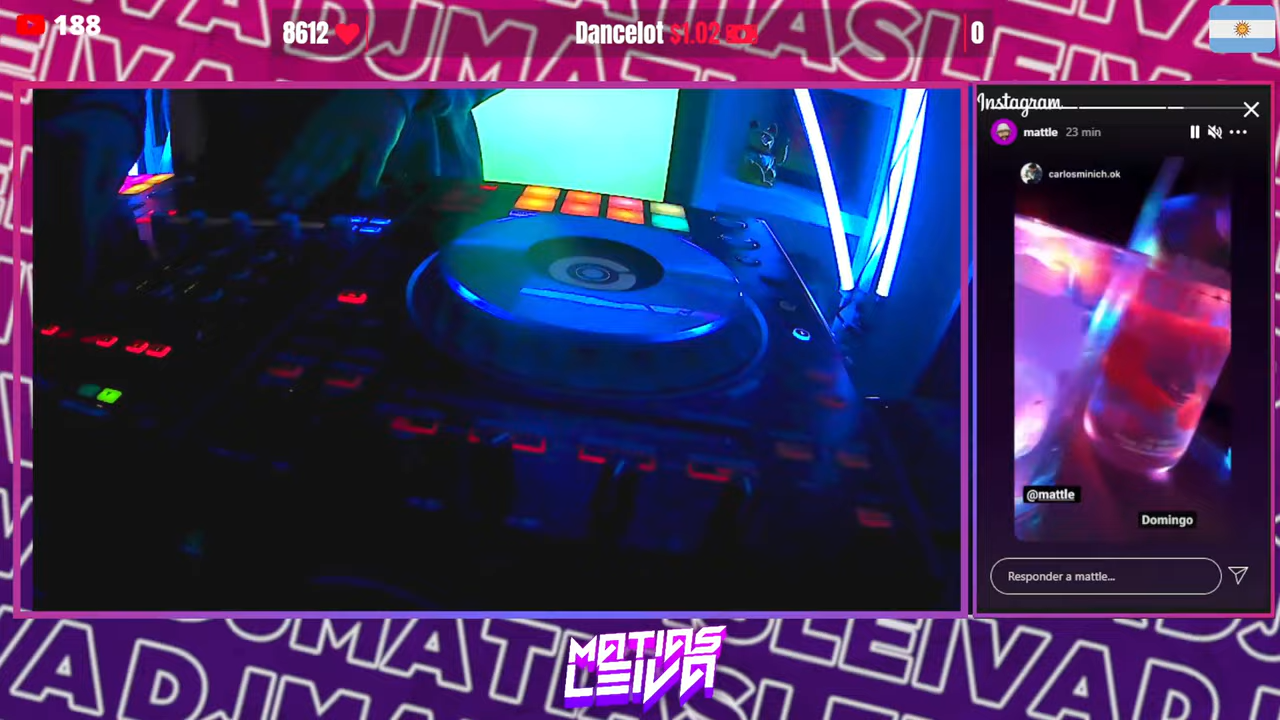 188
8612
Dancelot $1.02
0
Instagram
mattle 23 min
carlosminich.ok
@mattle
Domingo
Responder a mattle...
MATIAS
LEIVA